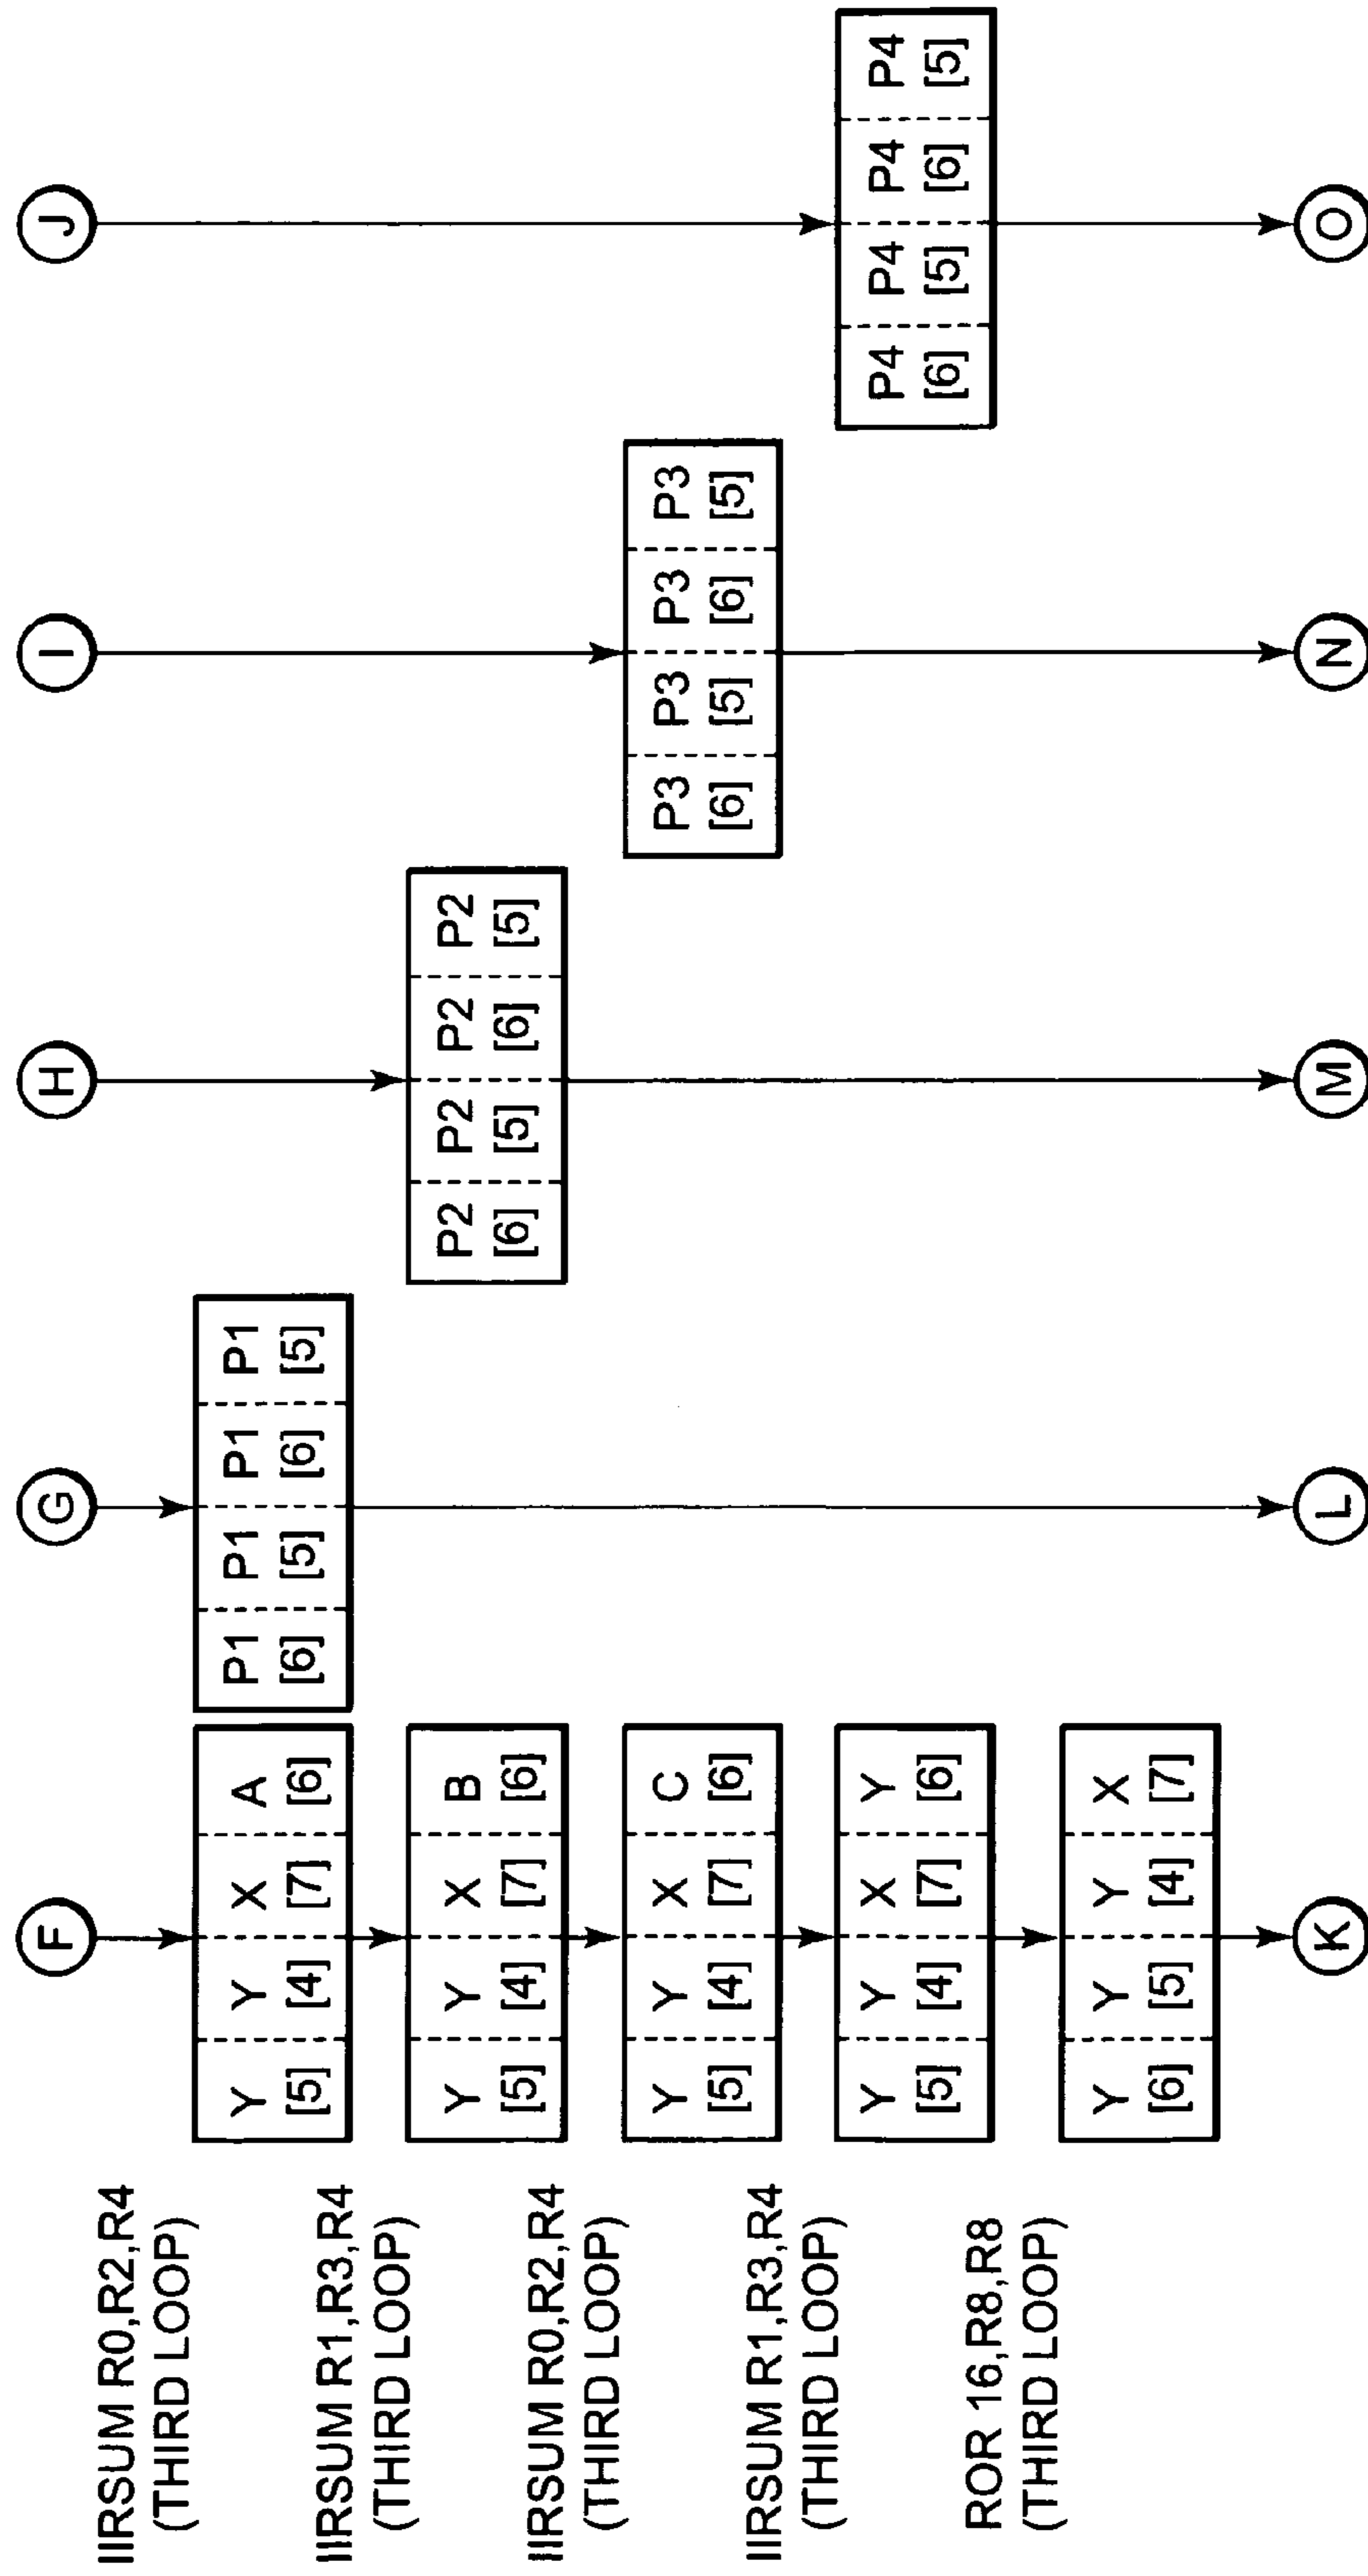 F G H I J
IIRSUM R0,R2,R4
(THIRD LOOP)
Y Y X A
[5] [4] [7] [6]
P1 P1 P1 P1
[6] [5] [6] [5]
IIRSUM R1,R3,R4
(THIRD LOOP)
Y Y X B
[5] [4] [7] [6]
P2 P2 P2 P2
[6] [5] [6] [5]
IIRSUM R0,R2,R4
(THIRD LOOP)
Y Y X C
[5] [4] [7] [6]
P3 P3 P3 P3
[6] [5] [6] [5]
IIRSUM R1,R3,R4
(THIRD LOOP)
Y Y X Y
[5] [4] [7] [6]
P4 P4 P4 P4
[6] [5] [6] [5]
ROR 16,R8,R8
(THIRD LOOP)
Y Y Y X
[6] [5] [4] [7]
K L M N O